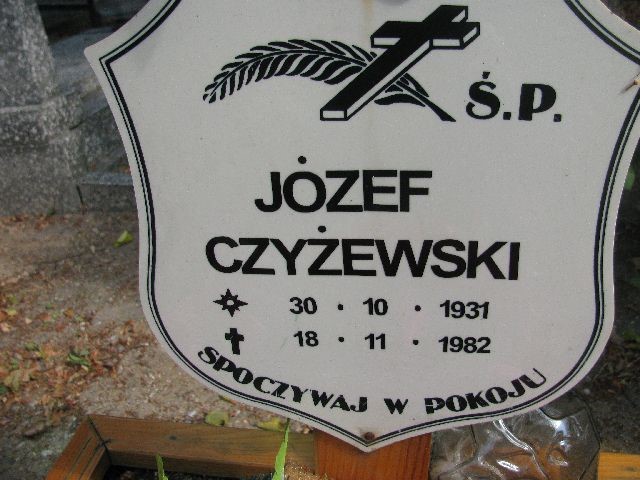 Ś.P.
JÓZEF
CZYŻEWSKI
30 · 10 · 1931
18 · 11 · 1982
SPOCZYWAJ W POKOJU